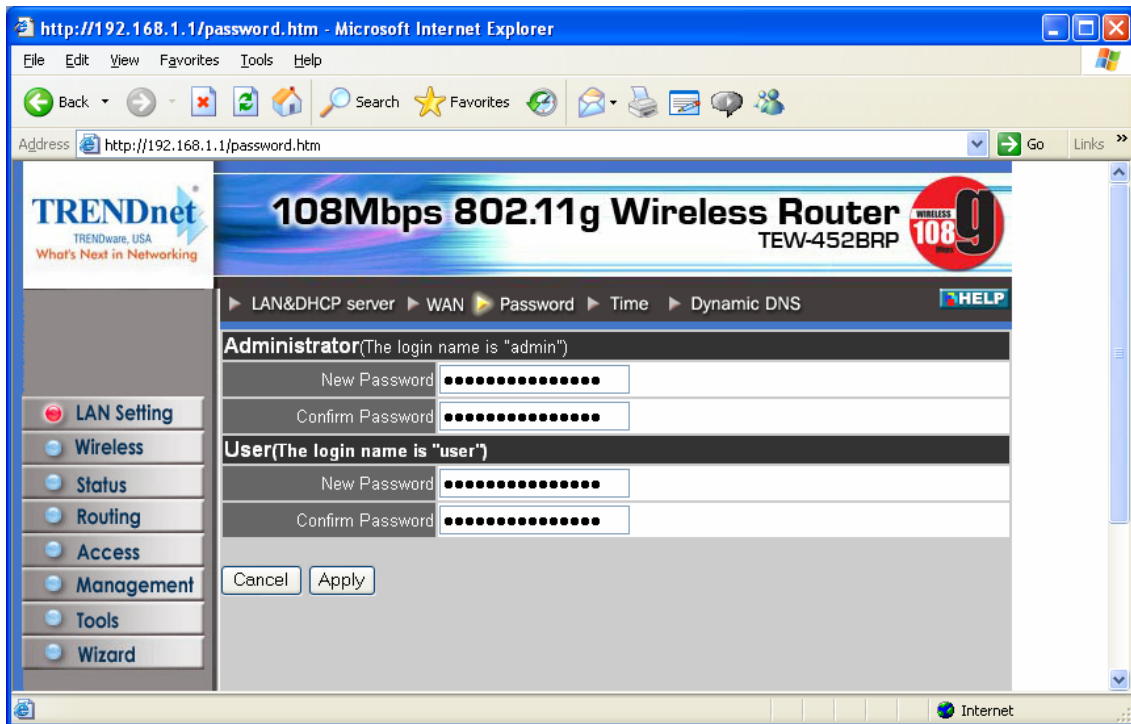 http://192.168.1.1/password.htm - Microsoft Internet Explorer
File Edit View Favorites Tools Help
Back Search Favorites
Address http://192.168.1.1/password.htm Go Links »
TRENDnet
TRENDware, USA
What's Next in Networking
108Mbps 802.11g Wireless Router
TEW-452BRP
WIRELESS
108 g
Mbps
LAN&DHCP server WAN Password Time Dynamic DNS HELP
Administrator(The login name is "admin")
New Password •••••••••••••••
Confirm Password •••••••••••••••
User(The login name is "user")
New Password •••••••••••••••
Confirm Password •••••••••••••••
Cancel Apply
LAN Setting
Wireless
Status
Routing
Access
Management
Tools
Wizard
Internet